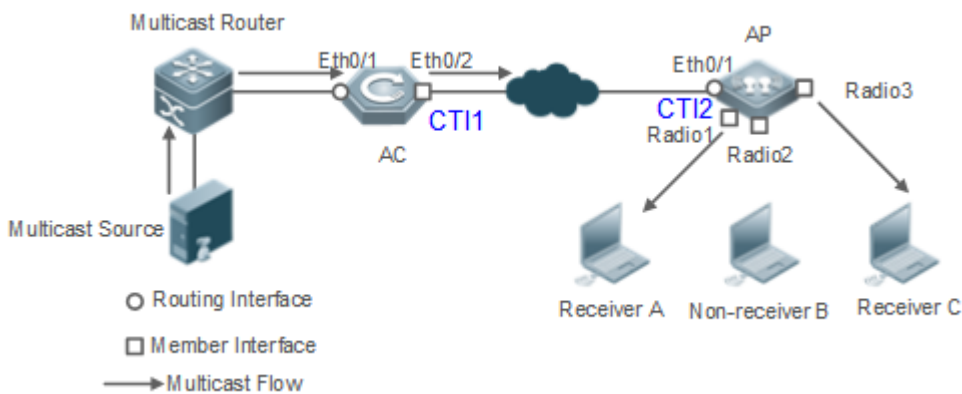 Multicast Router
AP
Eth0/1
Eth0/2
Eth0/1
Radio3
CTI1
CTI2
Radio1
AC
Radio2
Multicast Source
Routing Interface
Receiver A
Non-receiver B
Receiver C
Member Interface
Multicast Flow